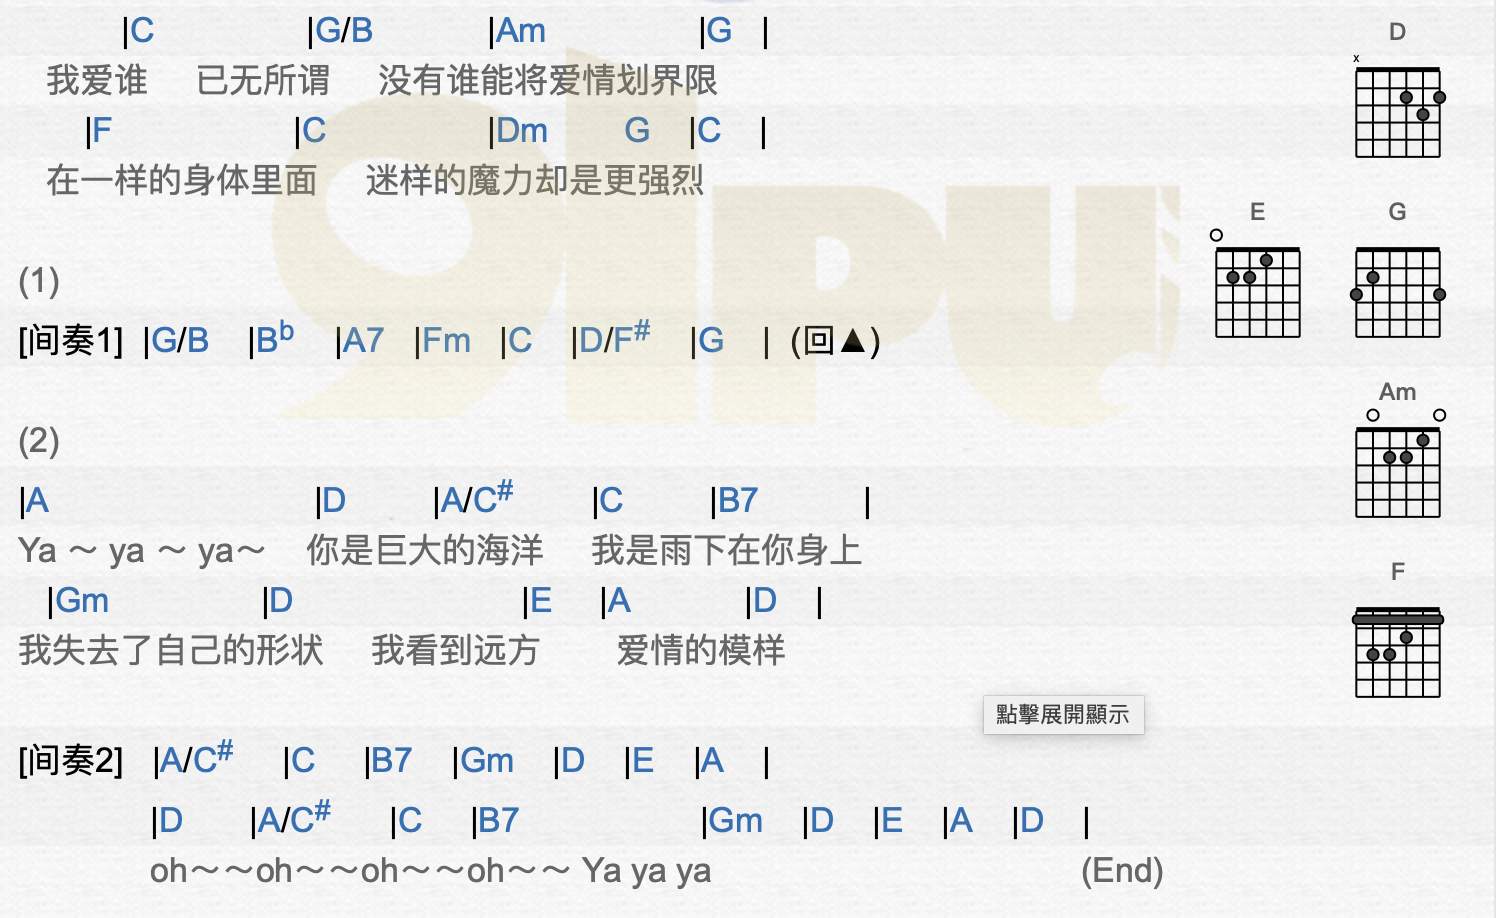 |C |G/B |Am |G |
我爱谁 已无所谓 没有谁能将爱情划界限
|F |C |Dm G |C |
在一样的身体里面 迷样的魔力却是更强烈
(1)
[间奏1] |G/B |Bb |A7 |Fm |C |D/F# |G | (回▲)
(2)
|A |D |A/C# |C |B7 |
Ya ～ ya ～ ya～ 你是巨大的海洋 我是雨下在你身上
|Gm |D |E |A |D |
我失去了自己的形状 我看到远方 爱情的模样
[间奏2] |A/C# |C |B7 |Gm |D |E |A |
|D |A/C# |C |B7 |Gm |D |E |A |D |
oh～～oh～～oh～～oh～～ Ya ya ya (End)
D
x
E G
Am
F
點擊展開顯示
91pu